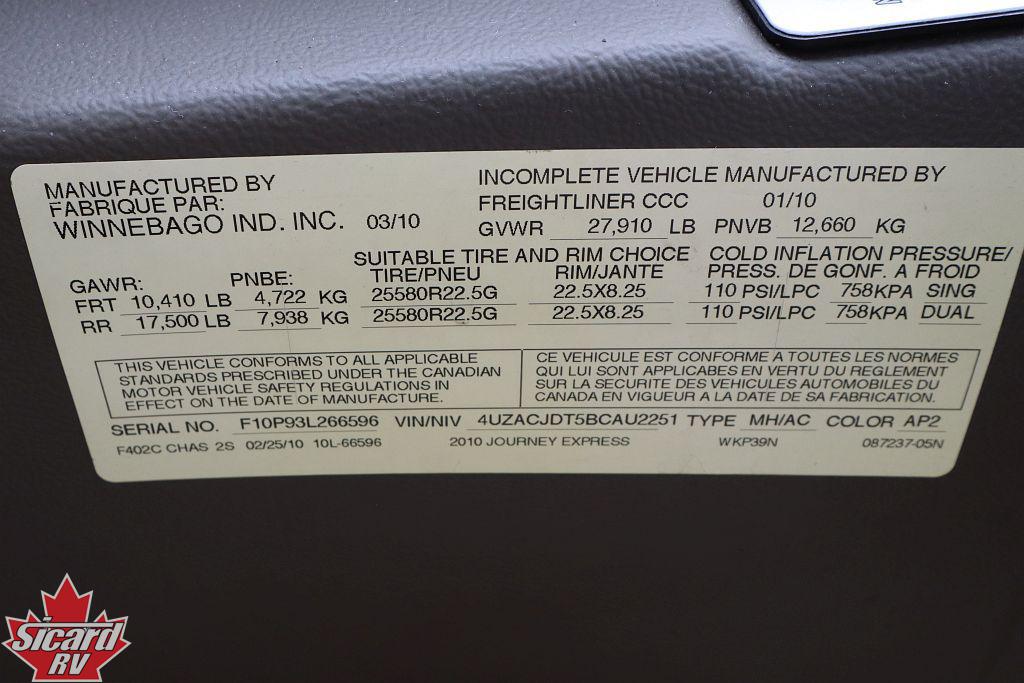 MANUFACTURED BY
FABRIQUE PAR:
WINNEBAGO IND. INC. 03/10
INCOMPLETE VEHICLE MANUFACTURED BY
FREIGHTLINER CCC 01/10
GVWR 27,910 LB PNVB 12,660 KG
SUITABLE TIRE AND RIM CHOICE COLD INFLATION PRESSURE/
GAWR: PNBE: TIRE/PNEU RIM/JANTE PRESS. DE GONF. A FROID
FRT 10,410 LB 4,722 KG 25580R22.5G 22.5X8.25 110 PSI/LPC 758KPA SING
RR 17,500 LB 7,938 KG 25580R22.5G 22.5X8.25 110 PSI/LPC 758KPA DUAL
THIS VEHICLE CONFORMS TO ALL APPLICABLE
STANDARDS PRESCRIBED UNDER THE CANADIAN
MOTOR VEHICLE SAFETY REGULATIONS IN
EFFECT ON THE DATE OF MANUFACTURE.
CE VEHICULE EST CONFORME A TOUTES LES NORMES
QUI LUI SONT APPLICABES EN VERTU DU REGLEMENT
SUR LA SECURITE DES VEHICULES AUTOMOBILES DU
CANADA EN VIGUEUR A LA DATE DE SA FABRICATION.
SERIAL NO. F10P93L266596 VIN/NIV 4UZACJDT5BCAU2251 TYPE MH/AC COLOR AP2
F402C CHAS 2S 02/25/10 10L-66596 2010 JOURNEY EXPRESS WKP39N 087237-05N
Sicard
RV